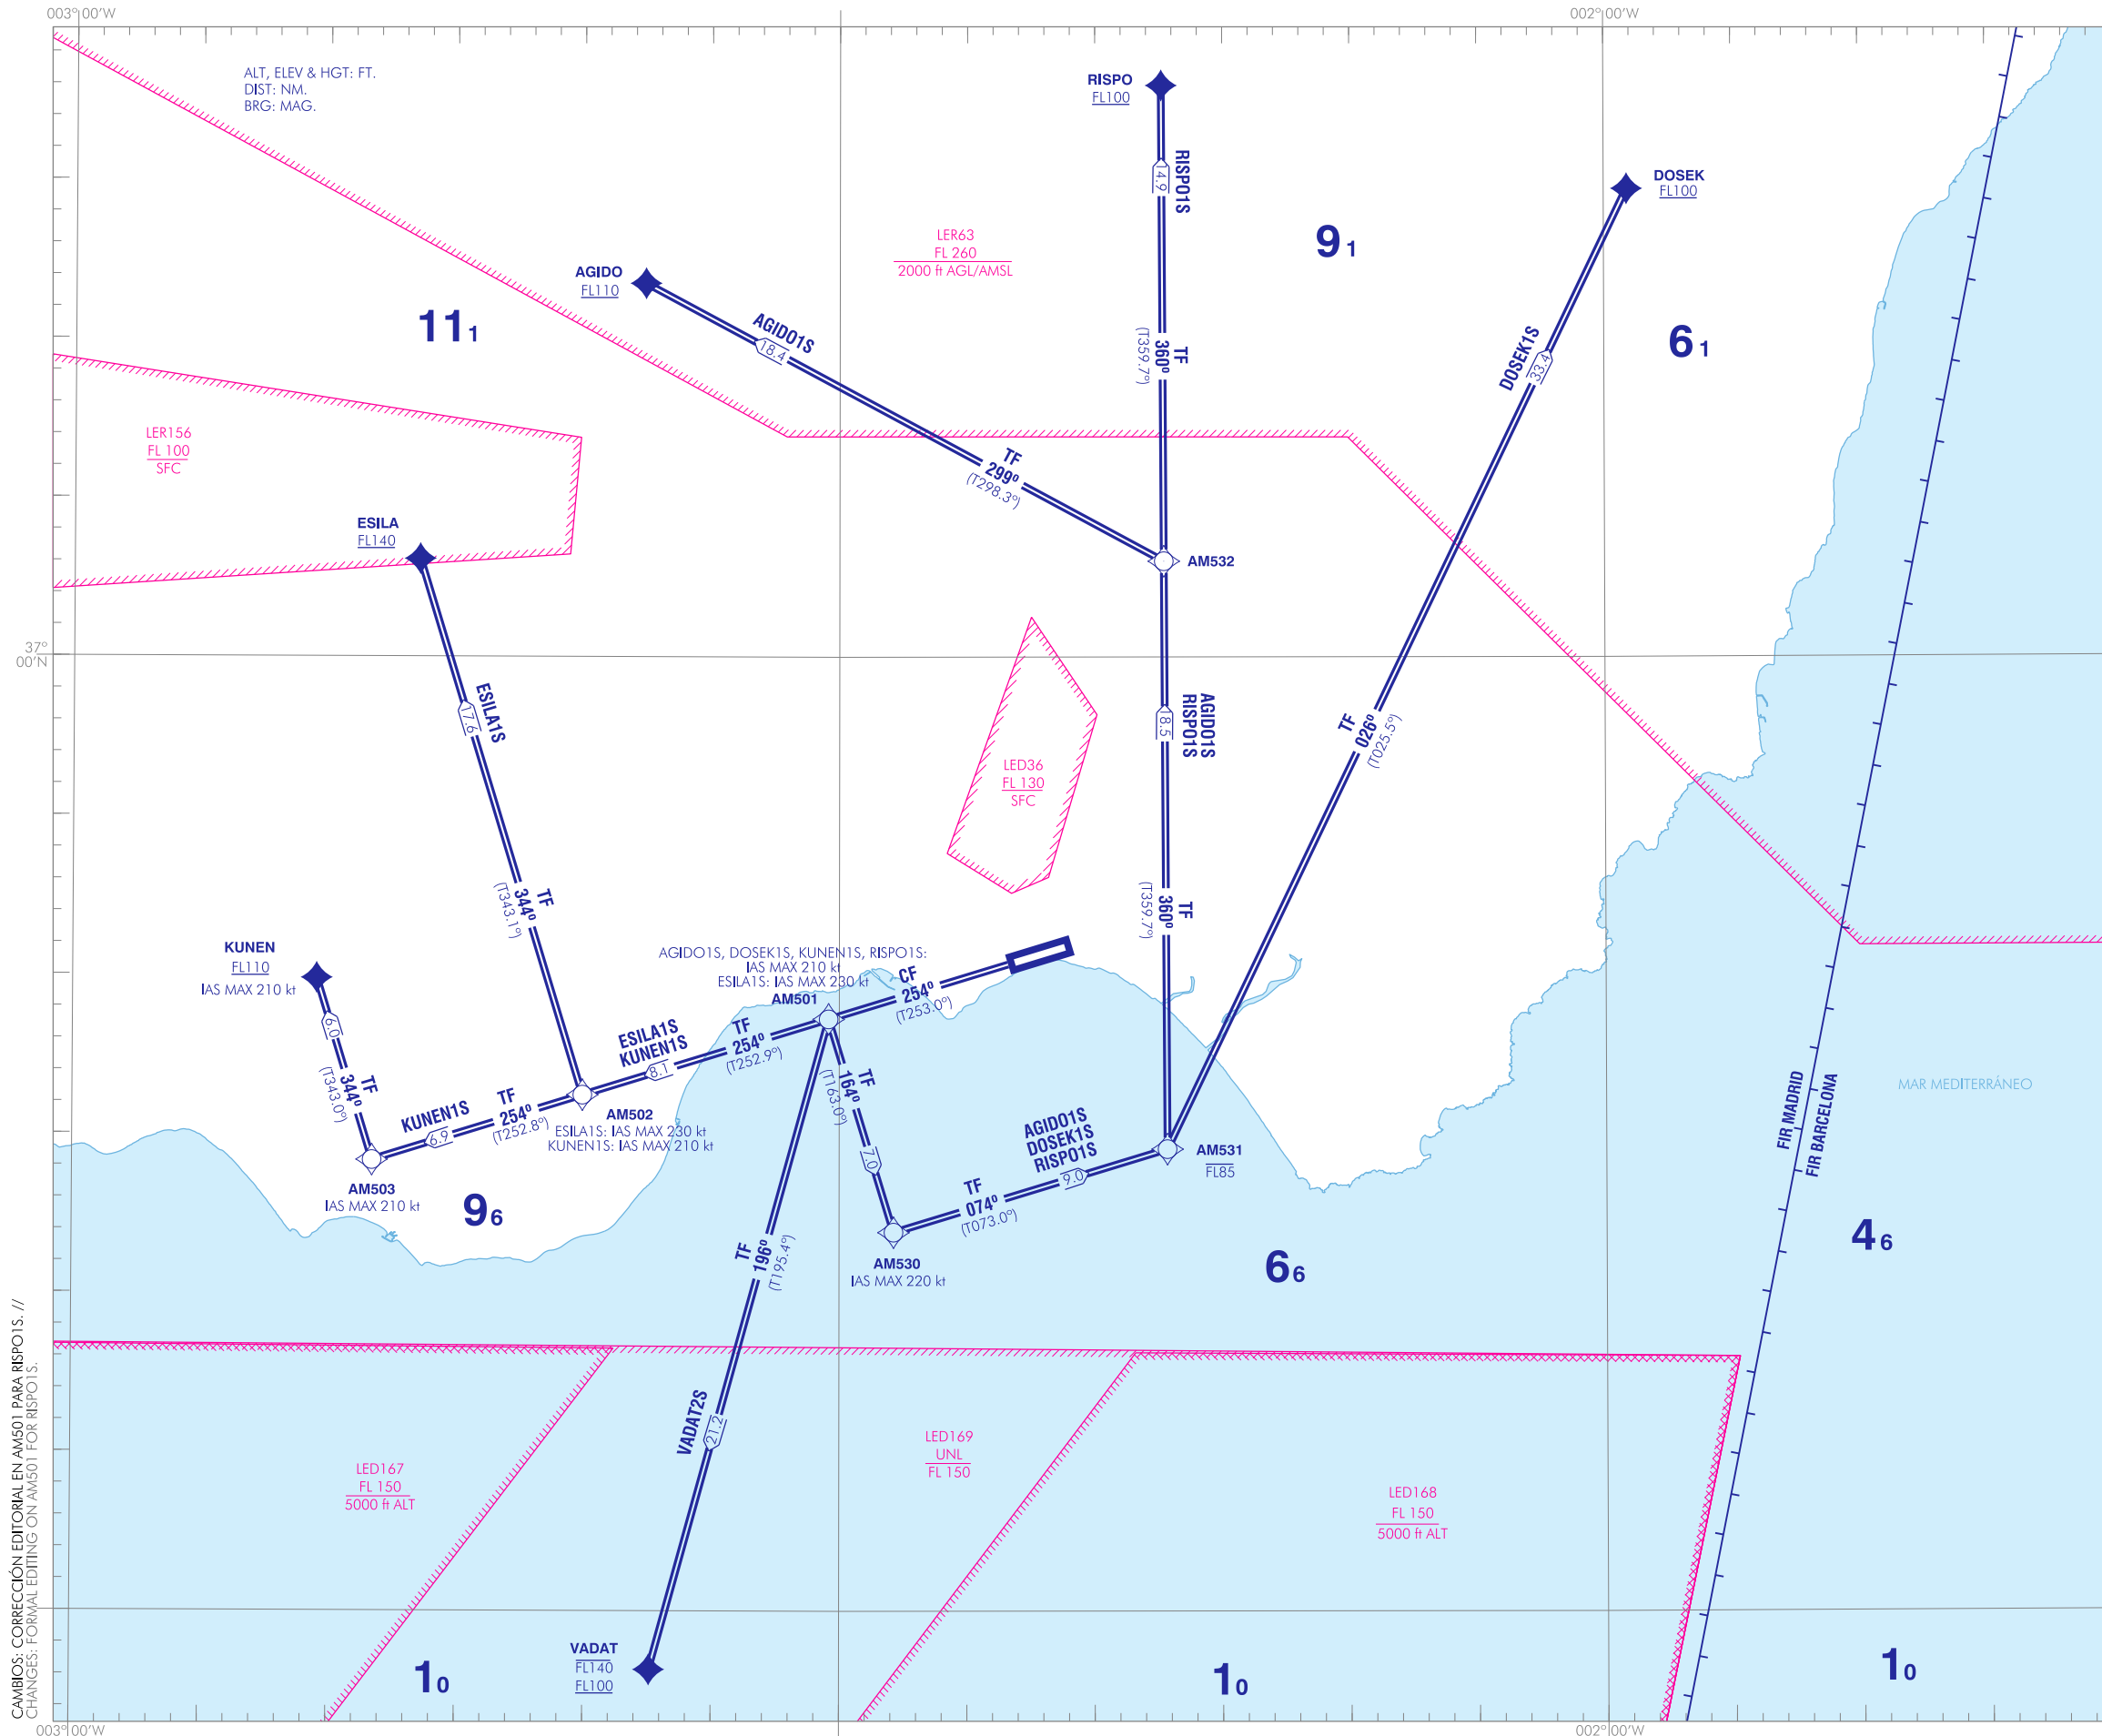 003º 00'W
002º 00'W
ALT, ELEV & HGT: FT.
DIST: NM.
BRG: MAG.
RISPO
FL100
RISPO1S
14.9
DOSEK
FL100
LER63
FL 260
2000 ft AGL/AMSL
9 1
AGIDO
FL110
11 1
AGIDO1S
18.4
TF
360º
(T359.7º)
DOSEK1S
33.4
6 1
LER156
FL 100
SFC
TF
299º
(T298.3º)
ESILA
FL140
AM532
37º
00'N
ESILA1S
17.6
AGIDO1S
RISPO1S
18.5
TF
026º
(T025.5º)
LED36
FL 130
SFC
TF
344º
(T343.1º)
TF
360º
(T359.7º)
KUNEN
FL110
IAS MAX 210 kt
AGIDO1S, DOSEK1S, KUNEN1S, RISPO1S:
IAS MAX 210 kt
ESILA1S: IAS MAX 230 kt
AM501
CF
254º
(T253.0º)
6.0
TF
344º
(T343.0º)
ESILA1S
KUNEN1S
8.1
TF
254º
(T252.9º)
TF
164º
(T163.0º)
7.0
KUNEN1S
6.9
TF
254º
(T252.8º)
AM502
ESILA1S: IAS MAX 230 kt
KUNEN1S: IAS MAX 210 kt
AGIDO1S
DOSEK1S
RISPO1S
9.0
AM531
FL85
FIR MADRID
FIR BARCELONA
MAR MEDITERRÁNEO
AM503
IAS MAX 210 kt
9 6
TF
074º
(T073.0º)
TF
196º
(T195.4º)
AM530
IAS MAX 220 kt
6 6
4 6
VADAT2S
21.2
LED167
FL 150
5000 ft ALT
LED169
UNL
FL 150
LED168
FL 150
5000 ft ALT
VADAT
FL140
FL100
1 0
1 0
1 0
003º 00'W
002º 00'W
CAMBIOS: CORRECCIÓN EDITORIAL EN AM501 PARA RISPO1S. //
CHANGES: FORMAL EDITING ON AM501 FOR RISPO1S.